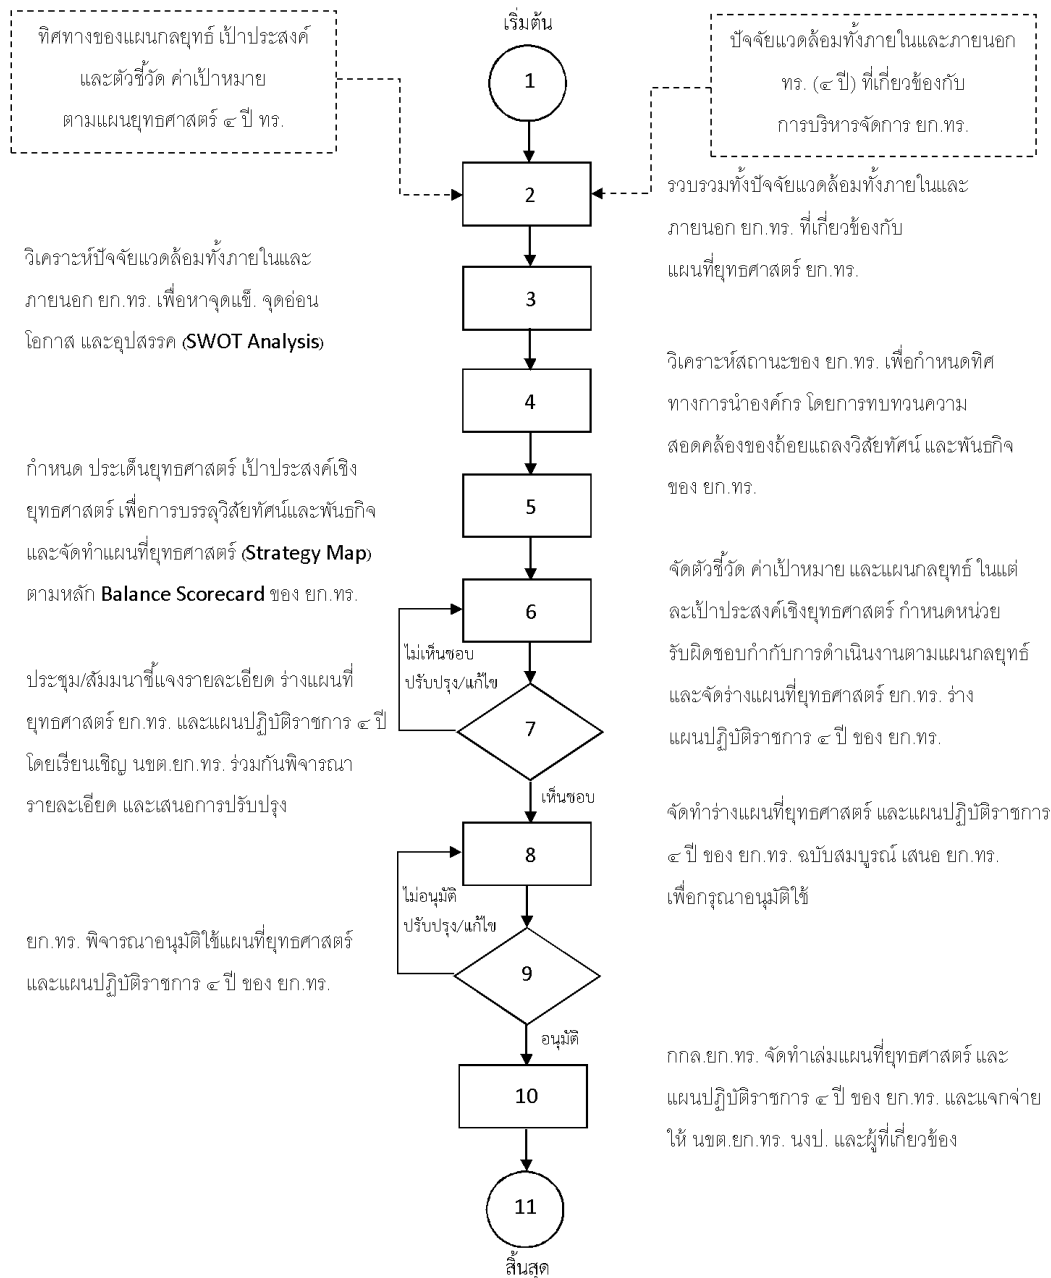 เริ่มต้น
ทิศทางของแผนกลยุทธ์ เป้าประสงค์
และตัวชี้วัด ค่าเป้าหมาย
ตามแผนยุทธศาสตร์ ๔ ปี ทร.
1
ปัจจัยแวดล้อมทั้งภายในและภายนอก
ทร. (๔ ปี) ที่เกี่ยวข้องกับ
การบริหารจัดการ ยก.ทร.
2
รวบรวมทั้งปัจจัยแวดล้อมทั้งภายในและ
ภายนอก ยก.ทร. ที่เกี่ยวข้องกับ
แผนที่ยุทธศาสตร์ ยก.ทร.
วิเคราะห์ปัจจัยแวดล้อมทั้งภายในและ
ภายนอก ยก.ทร. เพื่อหาจุดแข็. จุดอ่อน
โอกาส และอุปสรรค (SWOT Analysis)
3
วิเคราะห์สถานะของ ยก.ทร. เพื่อกำหนดทิศ
ทางการนำองค์กร โดยการทบทวนความ
สอดคล้องของถ้อยแถลงวิสัยทัศน์ และพันธกิจ
ของ ยก.ทร.
4
กำหนด ประเด็นยุทธศาสตร์ เป้าประสงค์เชิง
ยุทธศาสตร์ เพื่อการบรรลุวิสัยทัศน์และพันธกิจ
และจัดทำแผนที่ยุทธศาสตร์ (Strategy Map)
ตามหลัก Balance Scorecard ของ ยก.ทร.
5
จัดตัวชี้วัด ค่าเป้าหมาย และแผนกลยุทธ์ ในแต่
ละเป้าประสงค์เชิงยุทธศาสตร์ กำหนดหน่วย
รับผิดชอบกำกับการดำเนินงานตามแผนกลยุทธ์
และจัดร่างแผนที่ยุทธศาสตร์ ยก.ทร. ร่าง
แผนปฏิบัติราชการ ๔ ปี ของ ยก.ทร.
6
ไม่เห็นชอบ
ปรับปรุง/แก้ไข
ประชุม/สัมมนาชี้แจงรายละเอียด ร่างแผนที่
ยุทธศาสตร์ ยก.ทร. และแผนปฏิบัติราชการ ๔ ปี
โดยเรียนเชิญ นขต.ยก.ทร. ร่วมกันพิจารณา
รายละเอียด และเสนอการปรับปรุง
7
เห็นชอบ
จัดทำร่างแผนที่ยุทธศาสตร์ และแผนปฏิบัติราชการ
๔ ปี ของ ยก.ทร. ฉบับสมบูรณ์ เสนอ ยก.ทร.
เพื่อกรุณาอนุมัติใช้
8
ไม่อนุมัติ
ปรับปรุง/แก้ไข
ยก.ทร. พิจารณาอนุมัติใช้แผนที่ยุทธศาสตร์
และแผนปฏิบัติราชการ ๔ ปี ของ ยก.ทร.
9
อนุมัติ
กกล.ยก.ทร. จัดทำเล่มแผนที่ยุทธศาสตร์ และ
แผนปฏิบัติราชการ ๔ ปี ของ ยก.ทร. และแจกจ่าย
ให้ นขต.ยก.ทร. นงป. และผู้ที่เกี่ยวข้อง
10
11
สิ้นสุด